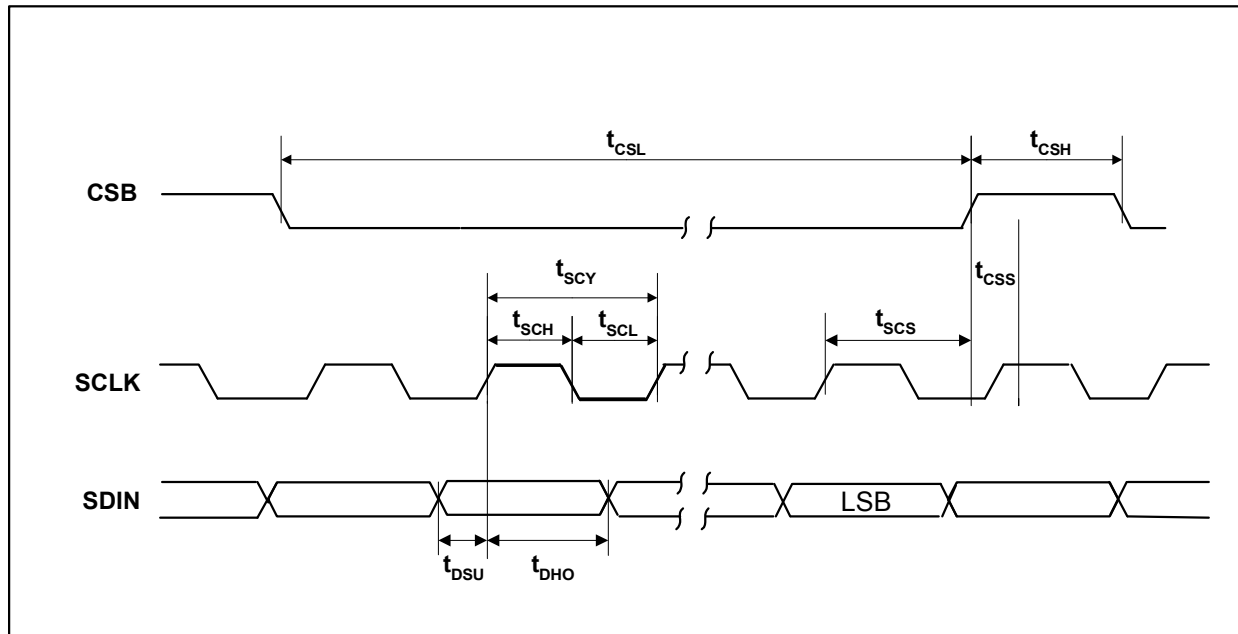 tCSL
tCSH
CSB
tCSS
tSCY
tSCH
tSCL
tSCS
SCLK
SDIN
LSB
tDSU
tDHO